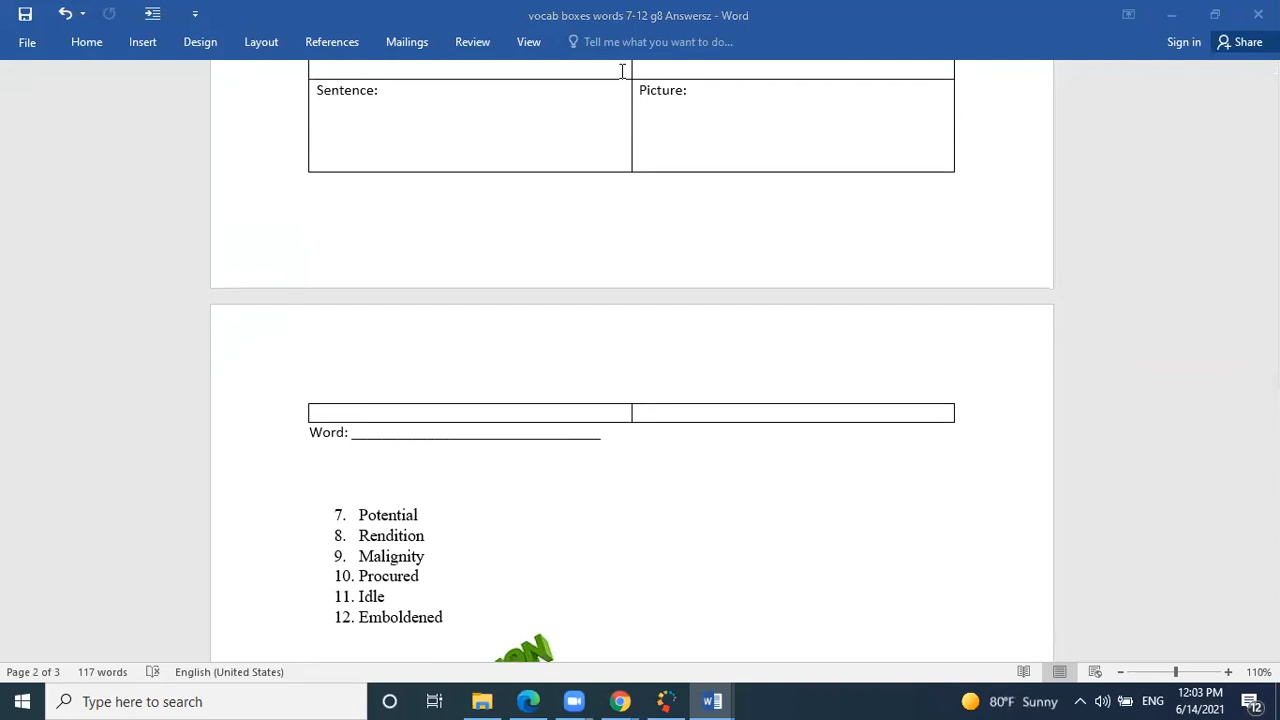 vocab boxes words 7-12 g8 Answersz - Word
File Home Insert Design Layout References Mailings Review View Tell me what you want to do... Sign in Share
Sentence: Picture:
Word: ________________________________
7. Potential
8. Rendition
9. Malignity
10. Procured
11. Idle
12. Emboldened
Page 2 of 3 117 words English (United States) 110%
Type here to search 80°F Sunny ENG 12:03 PM
6/14/2021 12